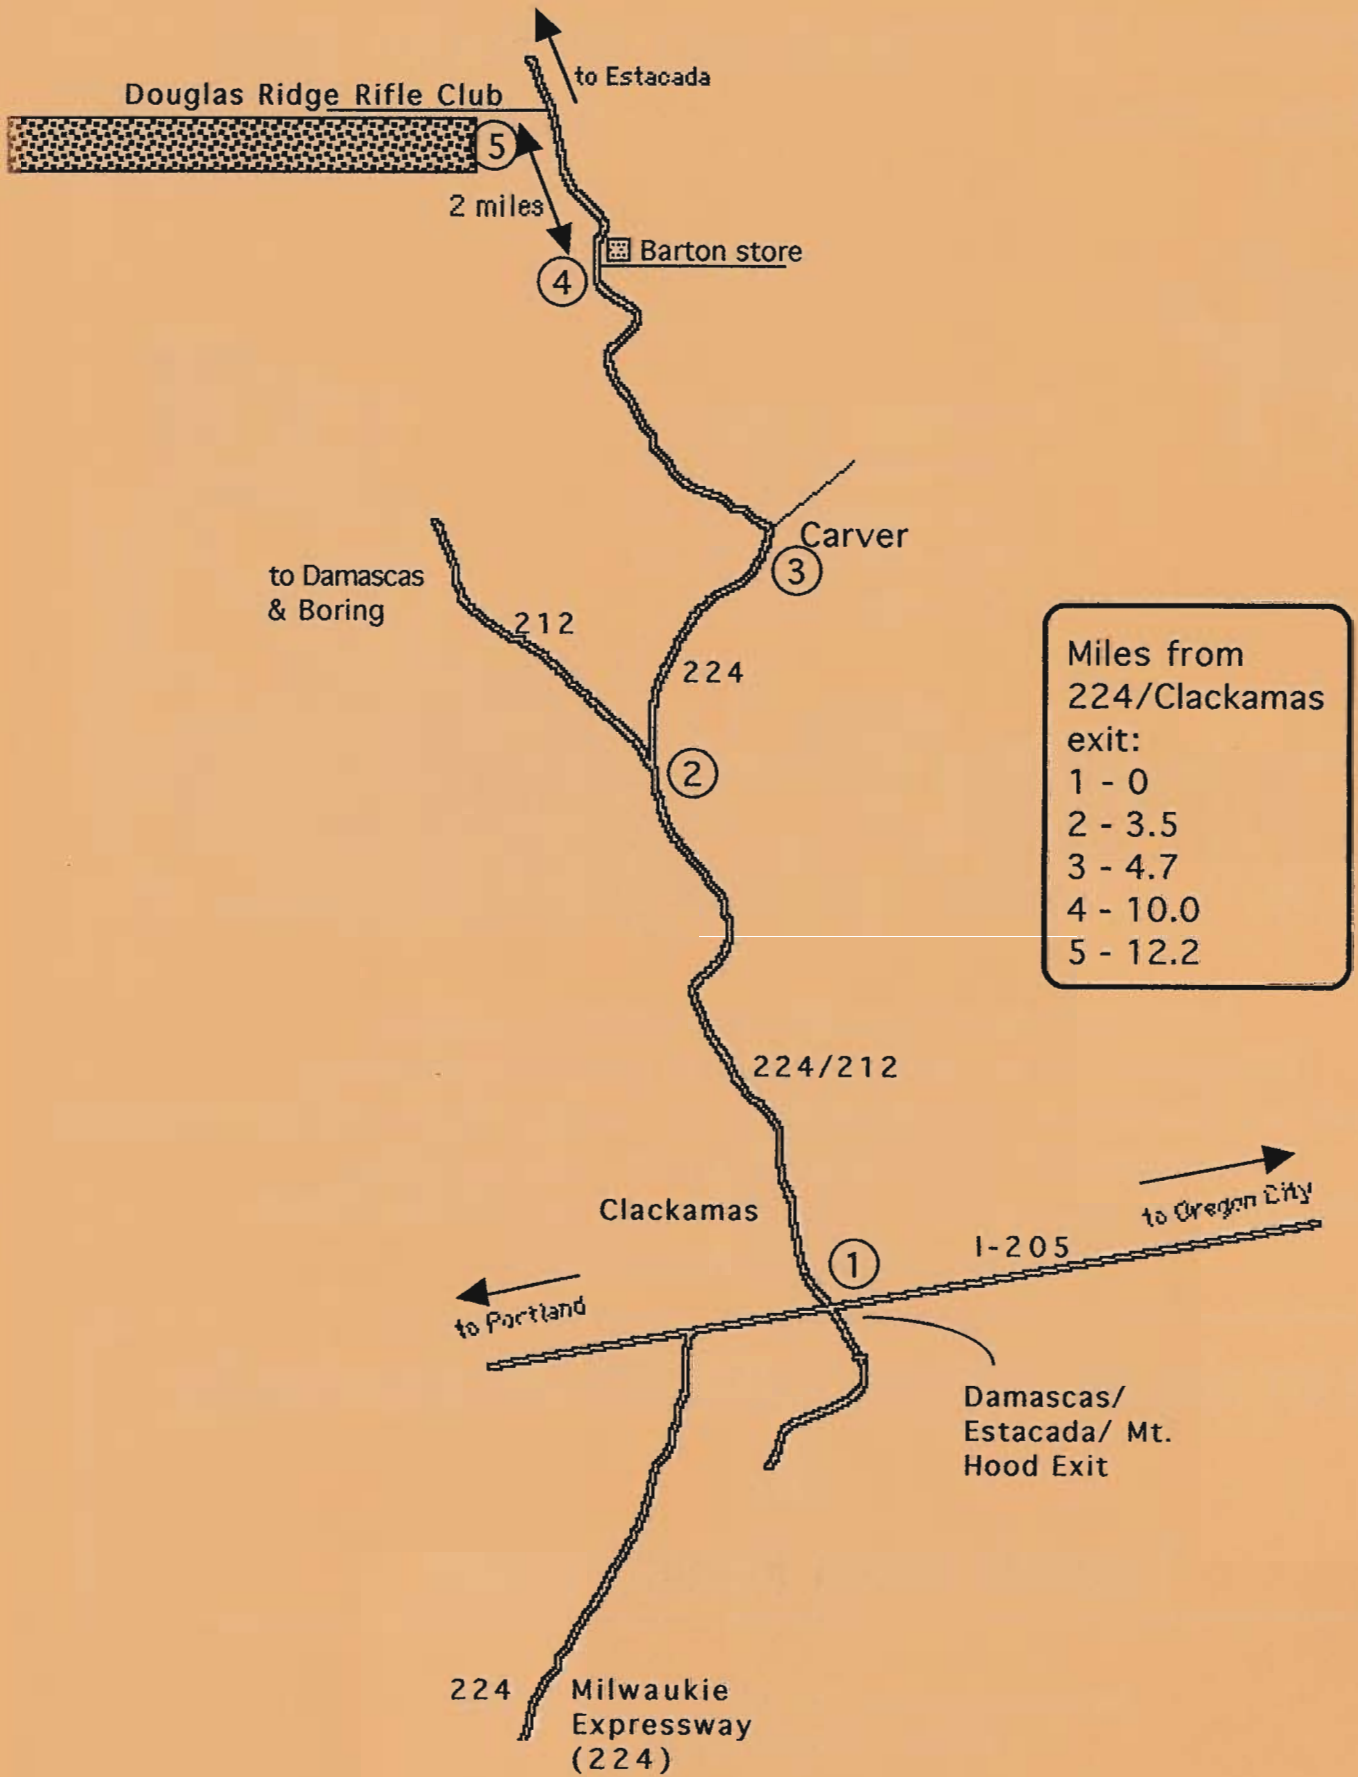 to Estacada
Douglas Ridge Rifle Club
5
2 miles
Barton store
4
Carver
3
to Damascas
& Boring
212
224
2
Miles from
224/Clackamas
exit:
1 - 0
2 - 3.5
3 - 4.7
4 - 10.0
5 - 12.2
224/212
Clackamas
to Oregon City
I-205
1
to Portland
Damascas/
Estacada/ Mt.
Hood Exit
224
Milwaukie
Expressway
(224)